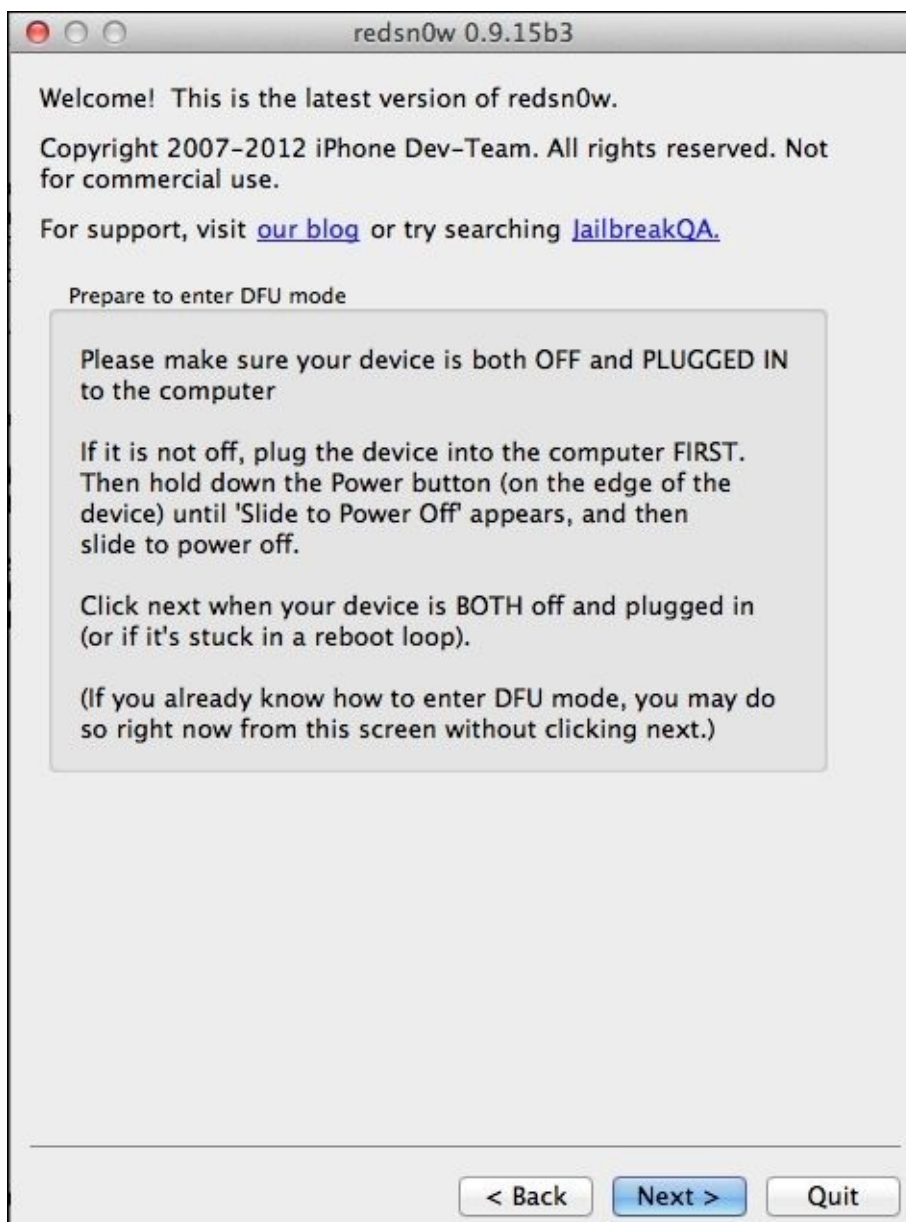 redsn0w 0.9.15b3
Welcome!  This is the latest version of redsn0w.
Copyright 2007-2012 iPhone Dev-Team. All rights reserved. Not
for commercial use.
For support, visit our blog or try searching JailbreakQA.
Prepare to enter DFU mode
Please make sure your device is both OFF and PLUGGED IN
to the computer
If it is not off, plug the device into the computer FIRST.
Then hold down the Power button (on the edge of the
device) until 'Slide to Power Off' appears, and then
slide to power off.
Click next when your device is BOTH off and plugged in
(or if it's stuck in a reboot loop).
(If you already know how to enter DFU mode, you may do
so right now from this screen without clicking next.)
< Back Next > Quit